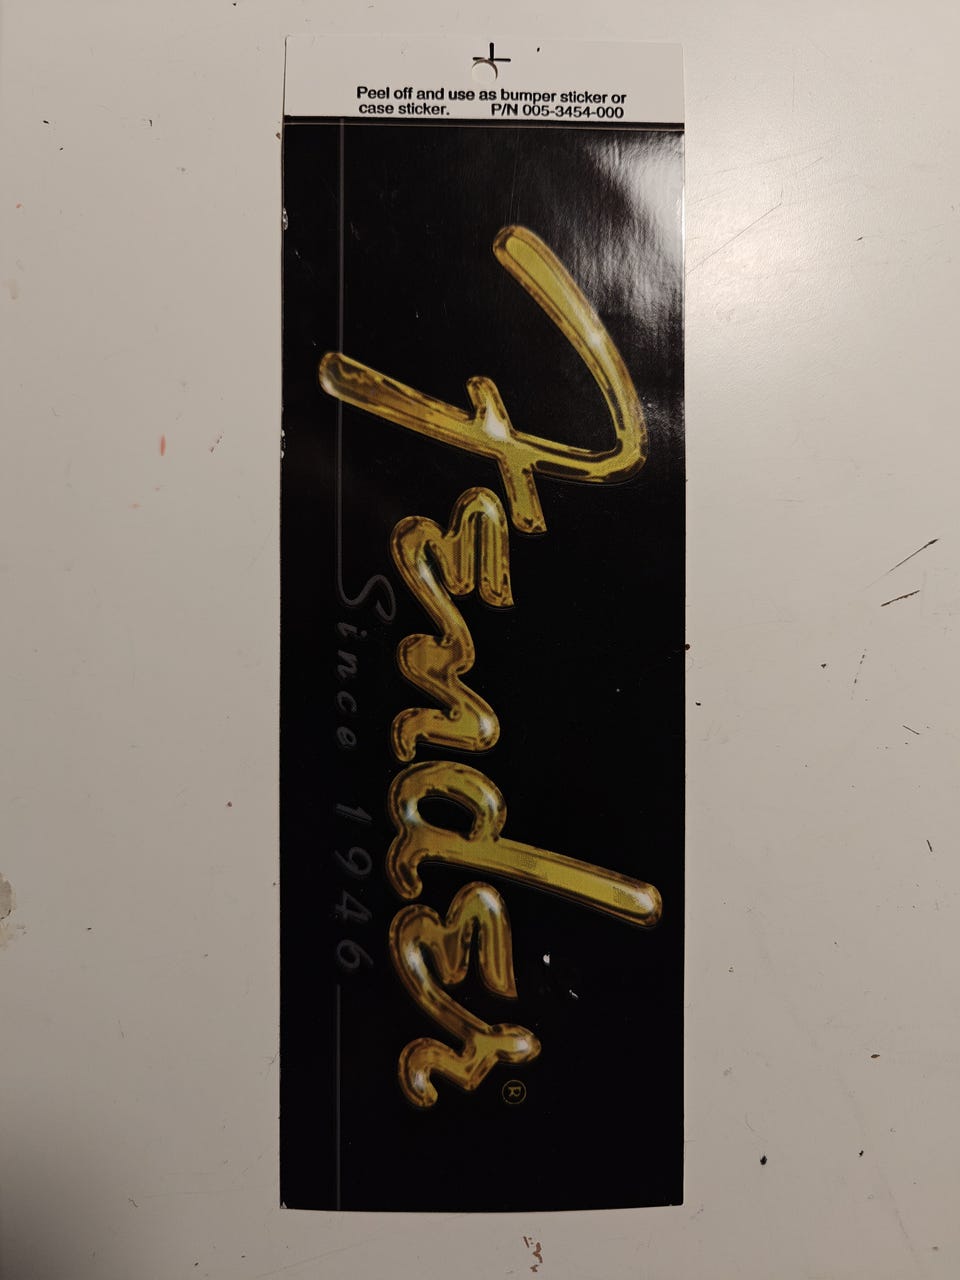 Peel off and use as bumper sticker or
case sticker. P/N 005-3454-000
Fender®
Since 1946